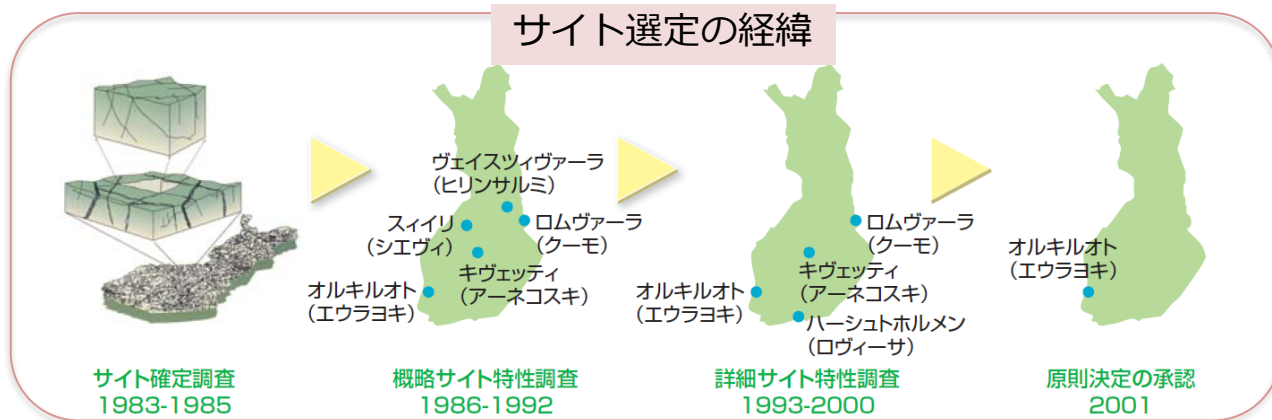 サイト選定の経緯
ヴェイスツィヴァーラ
(ヒリンサルミ)
スィイリ
(シエヴィ)
ロムヴァーラ
(クーモ)
キヴェッティ
(アーネコスキ)
オルキルオト
(エウラヨキ)
ロムヴァーラ
(クーモ)
キヴェッティ
(アーネコスキ)
オルキルオト
(エウラヨキ)
ハーシュトホルメン
(ロヴィーサ)
オルキルオト
(エウラヨキ)
サイト確定調査
1983-1985
概略サイト特性調査
1986-1992
詳細サイト特性調査
1993-2000
原則決定の承認
2001